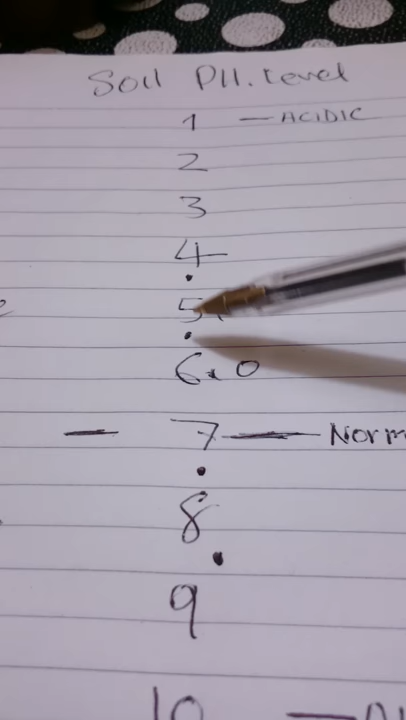 Soil PH. Level
1 — ACIDIC
2
3
4
5
6.0
— 7 — Norm
8
9
10 —